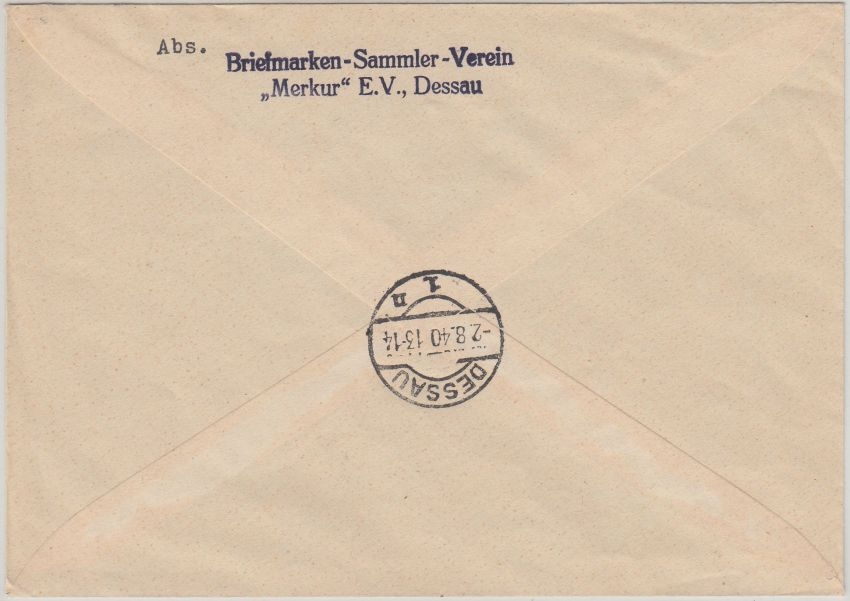 Abs.
Briefmarken-Sammler-Verein
„Merkur“ E.V., Dessau
DESSAU
-2.8.40 13-14
1 n